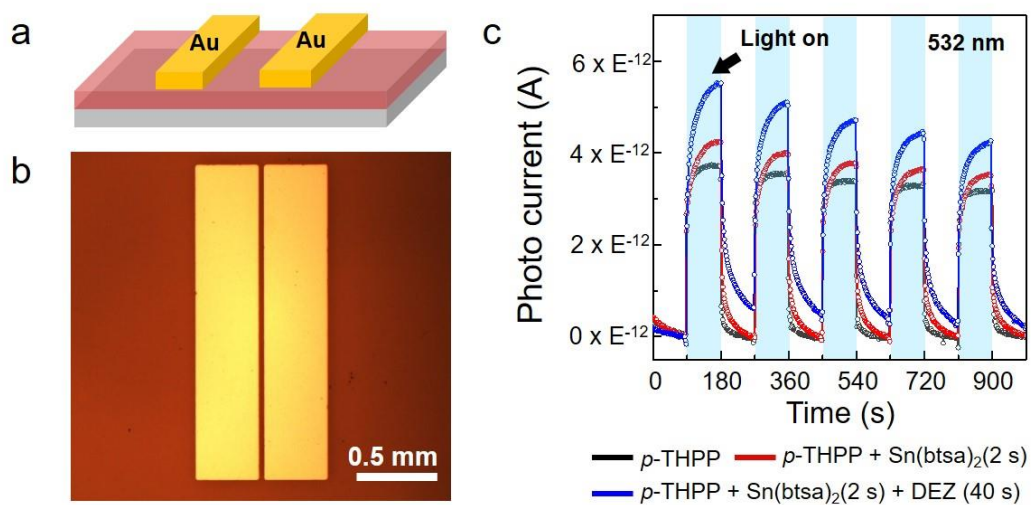 a
Au
Au
b
0.5 mm
c
Light on
532 nm
Photo current (A)
6 x E⁻¹²
4 x E⁻¹²
2 x E⁻¹²
0 x E⁻¹²
0 180 360 540 720 900
Time (s)
p-THPP
p-THPP + Sn(btsa)₂(2 s)
p-THPP + Sn(btsa)₂(2 s) + DEZ (40 s)